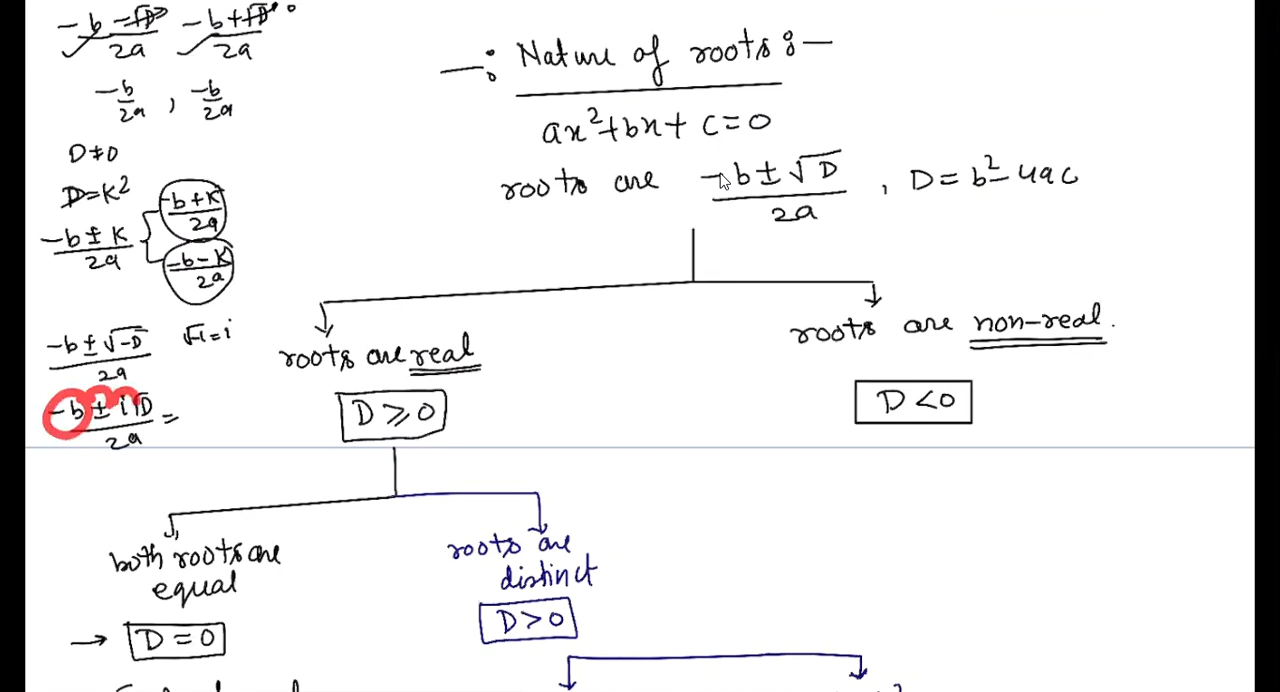 —: Nature of roots :—
ax²+bx+c=0
roots are (-b±√D)/2a , D=b²-4ac
roots are real
D⩾0
roots are non-real.
D<0
both roots are equal
→ D=0
roots are distinct
D>0
(-b-√D)/2a (-b+√D)/2a
-b/2a , -b/2a
D≠0
D=K²
(-b±K)/2a
(-b+K)/2a
(-b-K)/2a
(-b±√-D)/2a √-1=i
(-b±i√D)/2a =